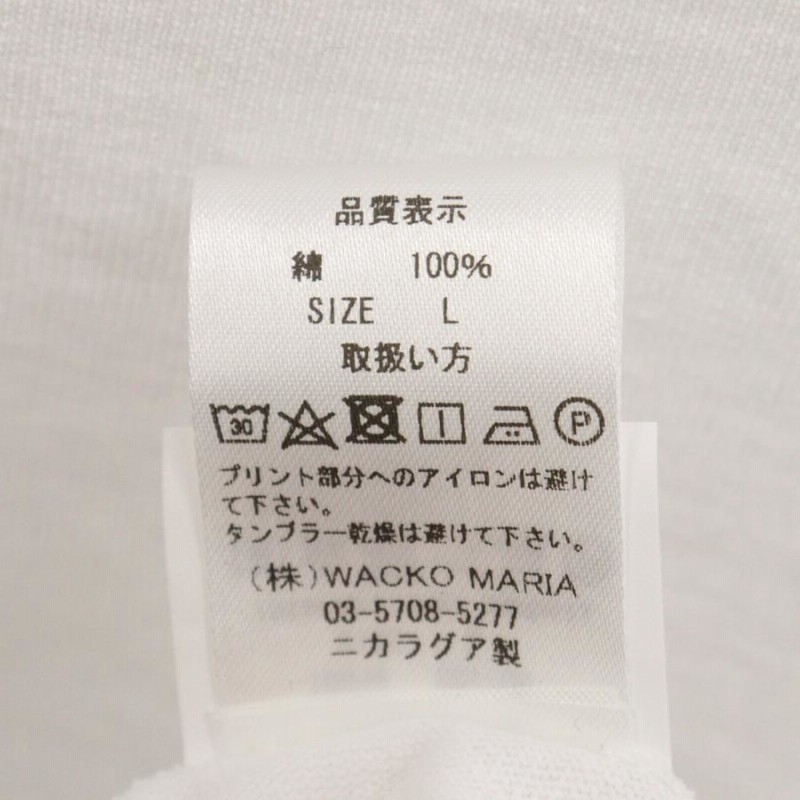 品質表示
綿 100%
SIZE L
取扱い方
30 P
プリント部分へのアイロンは避け
て下さい。
タンブラー乾燥は避けて下さい。
(株)WACKO MARIA
03-5708-5277
ニカラグア製